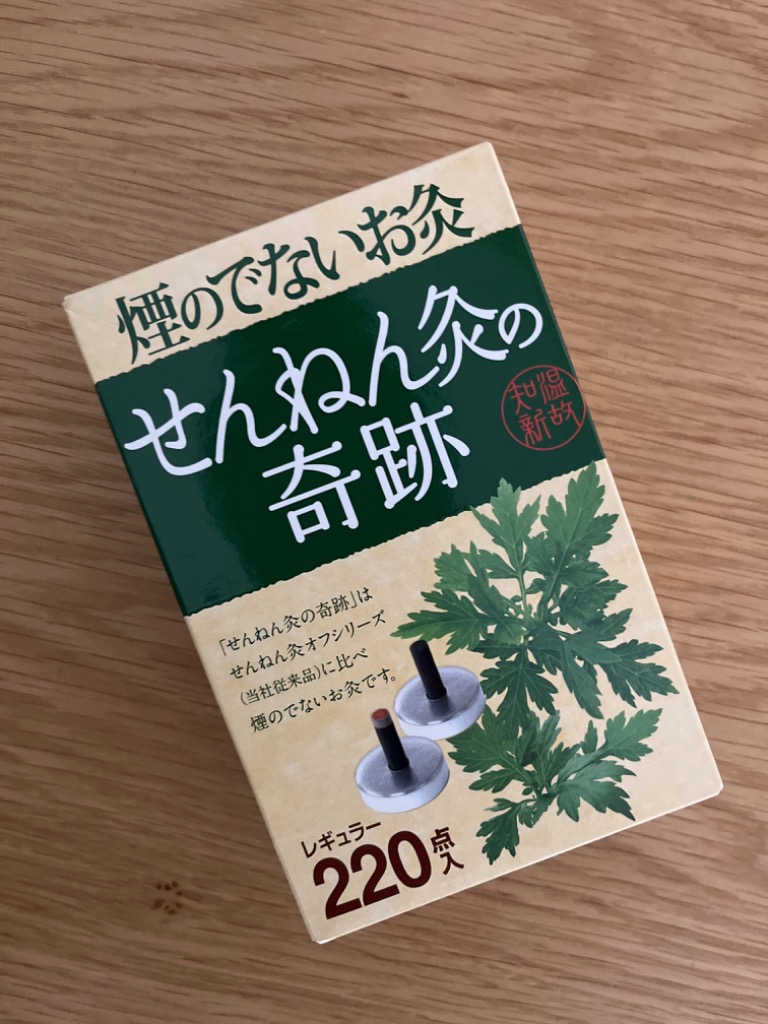 煙のでないお灸
せんねん灸の
奇跡
温故
知新
「せんねん灸の奇跡」は
せんねん灸オフシリーズ
(当社従来品)に比べ
煙のでないお灸です。
レギュラー
220点入